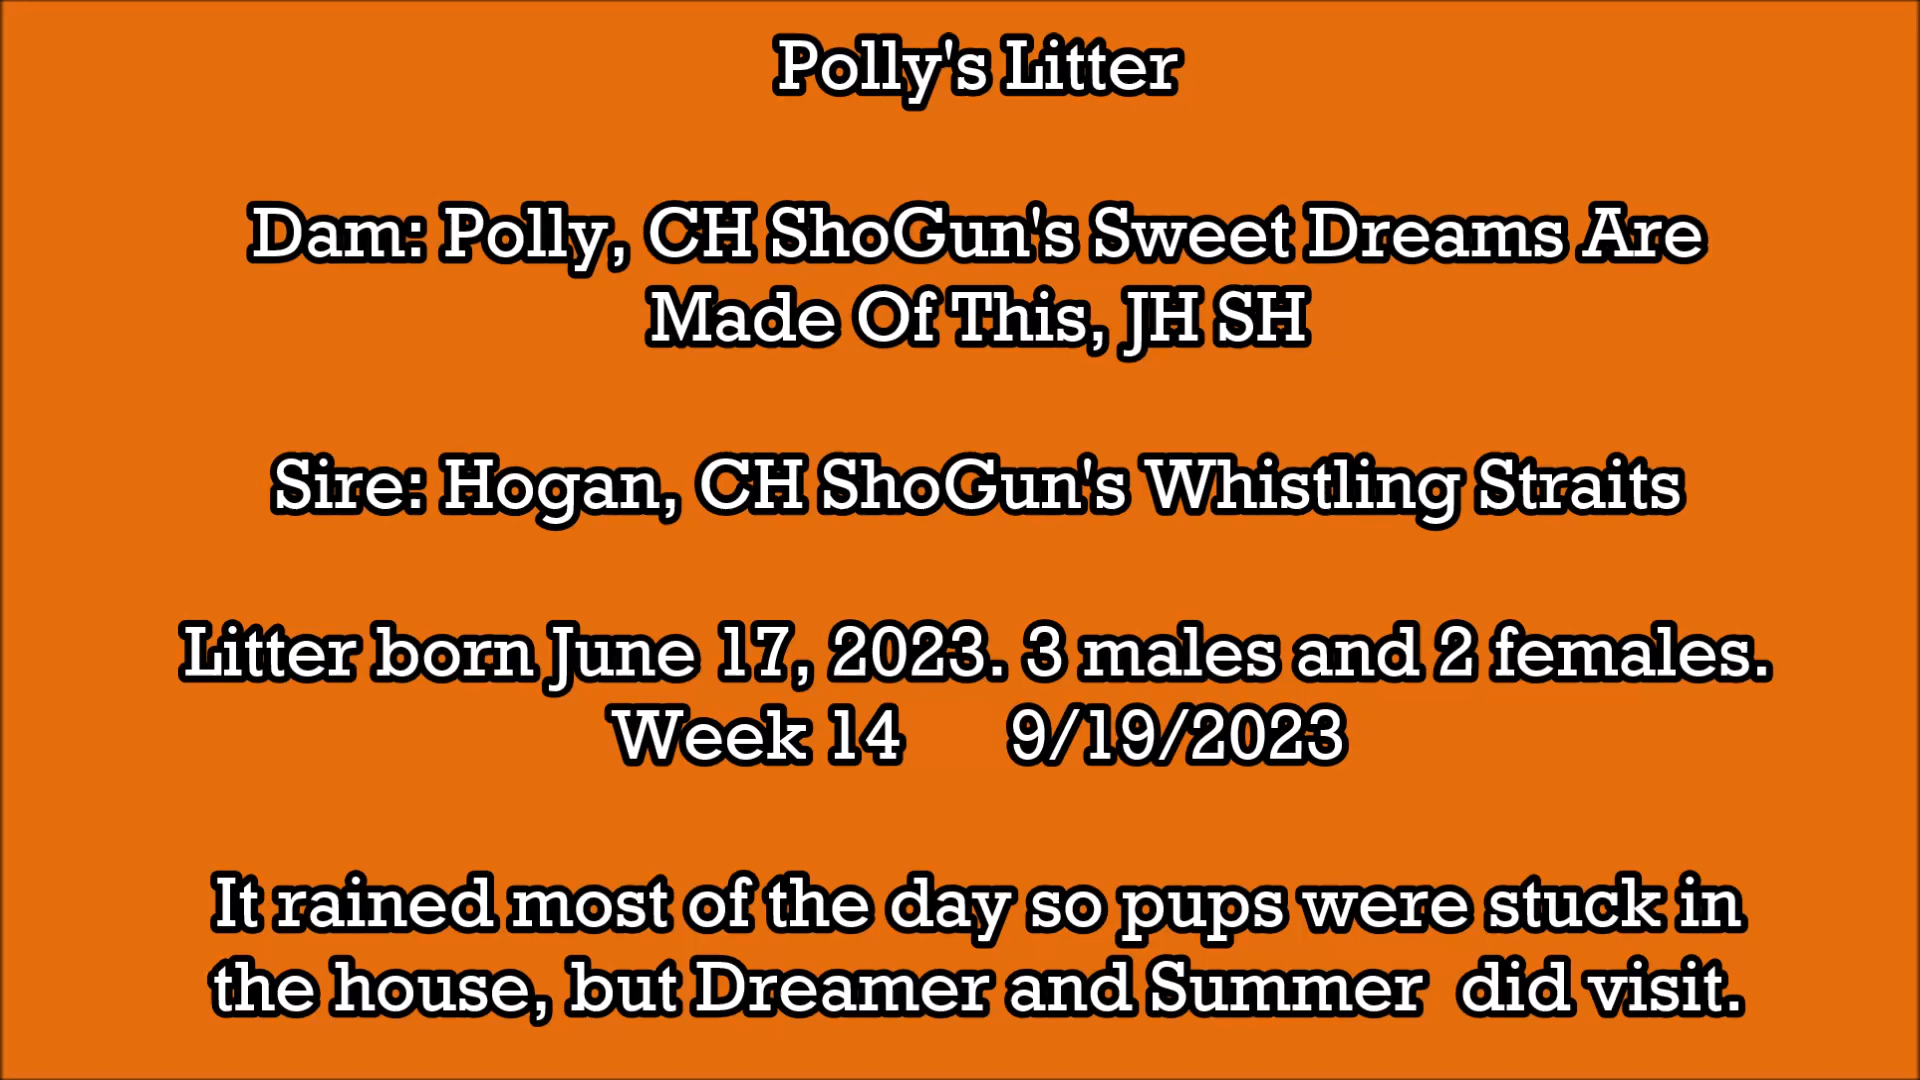 Polly's Litter
Dam: Polly, CH ShoGun's Sweet Dreams Are
Made Of This, JH SH
Sire: Hogan, CH ShoGun's Whistling Straits
Litter born June 17, 2023. 3 males and 2 females.
Week 14 9/19/2023
It rained most of the day so pups were stuck in
the house, but Dreamer and Summer did visit.